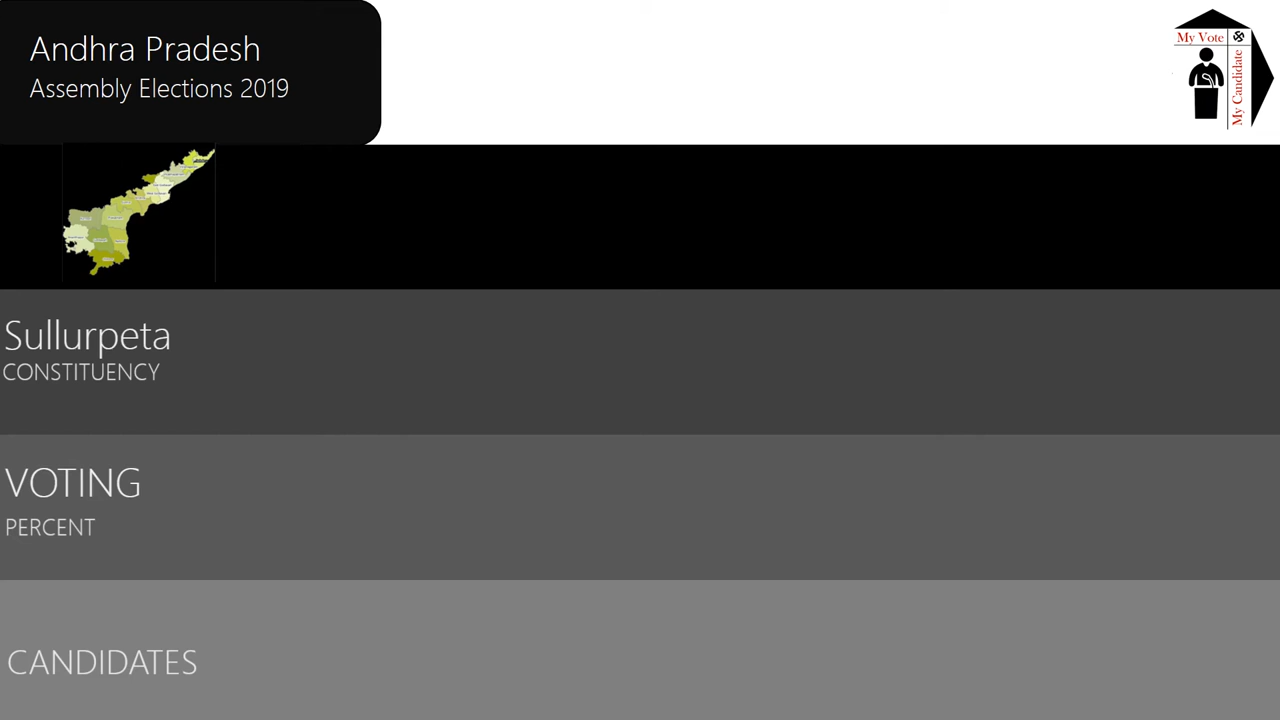 Andhra Pradesh
Assembly Elections 2019
My Vote
My Candidate
Sullurpeta
CONSTITUENCY
VOTING
PERCENT
CANDIDATES